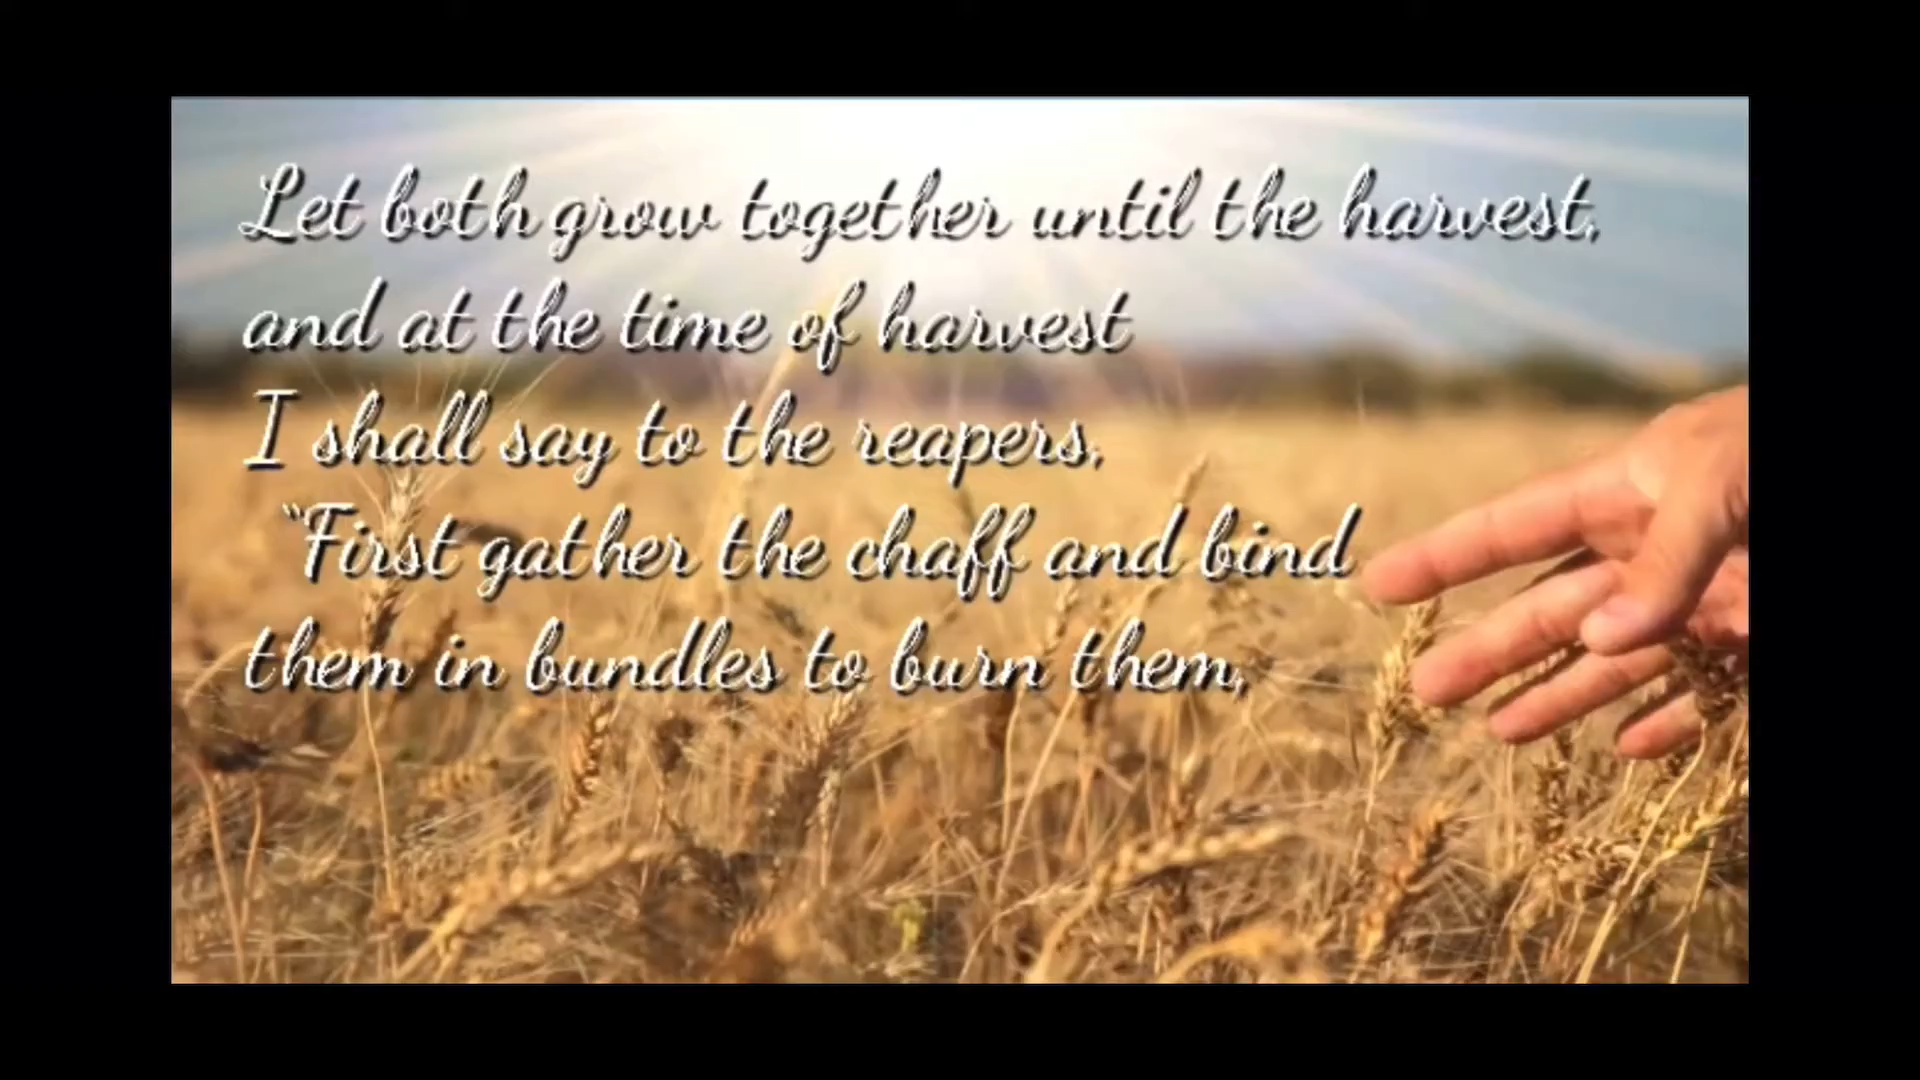 Let both grow together until the harvest,
and at the time of harvest
I shall say to the reapers,
“First gather the chaff and bind
them in bundles to burn them,